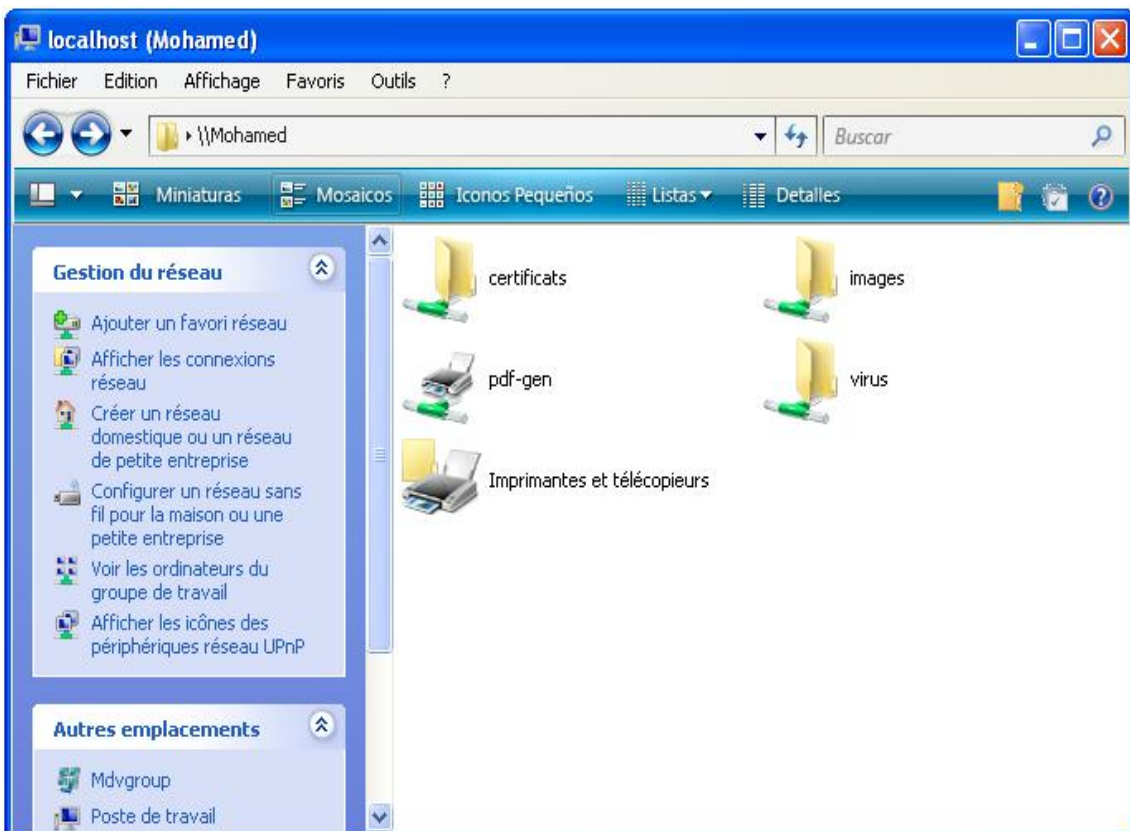 localhost (Mohamed)
Fichier Edition Affichage Favoris Outils ?
\\Mohamed
Buscar
Miniaturas Mosaicos Iconos Pequeños Listas Detalles
Gestion du réseau
Ajouter un favori réseau
Afficher les connexions
réseau
Créer un réseau
domestique ou un réseau
de petite entreprise
Configurer un réseau sans
fil pour la maison ou une
petite entreprise
Voir les ordinateurs du
groupe de travail
Afficher les icônes des
périphériques réseau UPnP
Autres emplacements
Mdvgroup
Poste de travail
certificats
images
pdf-gen
virus
Imprimantes et télécopieurs